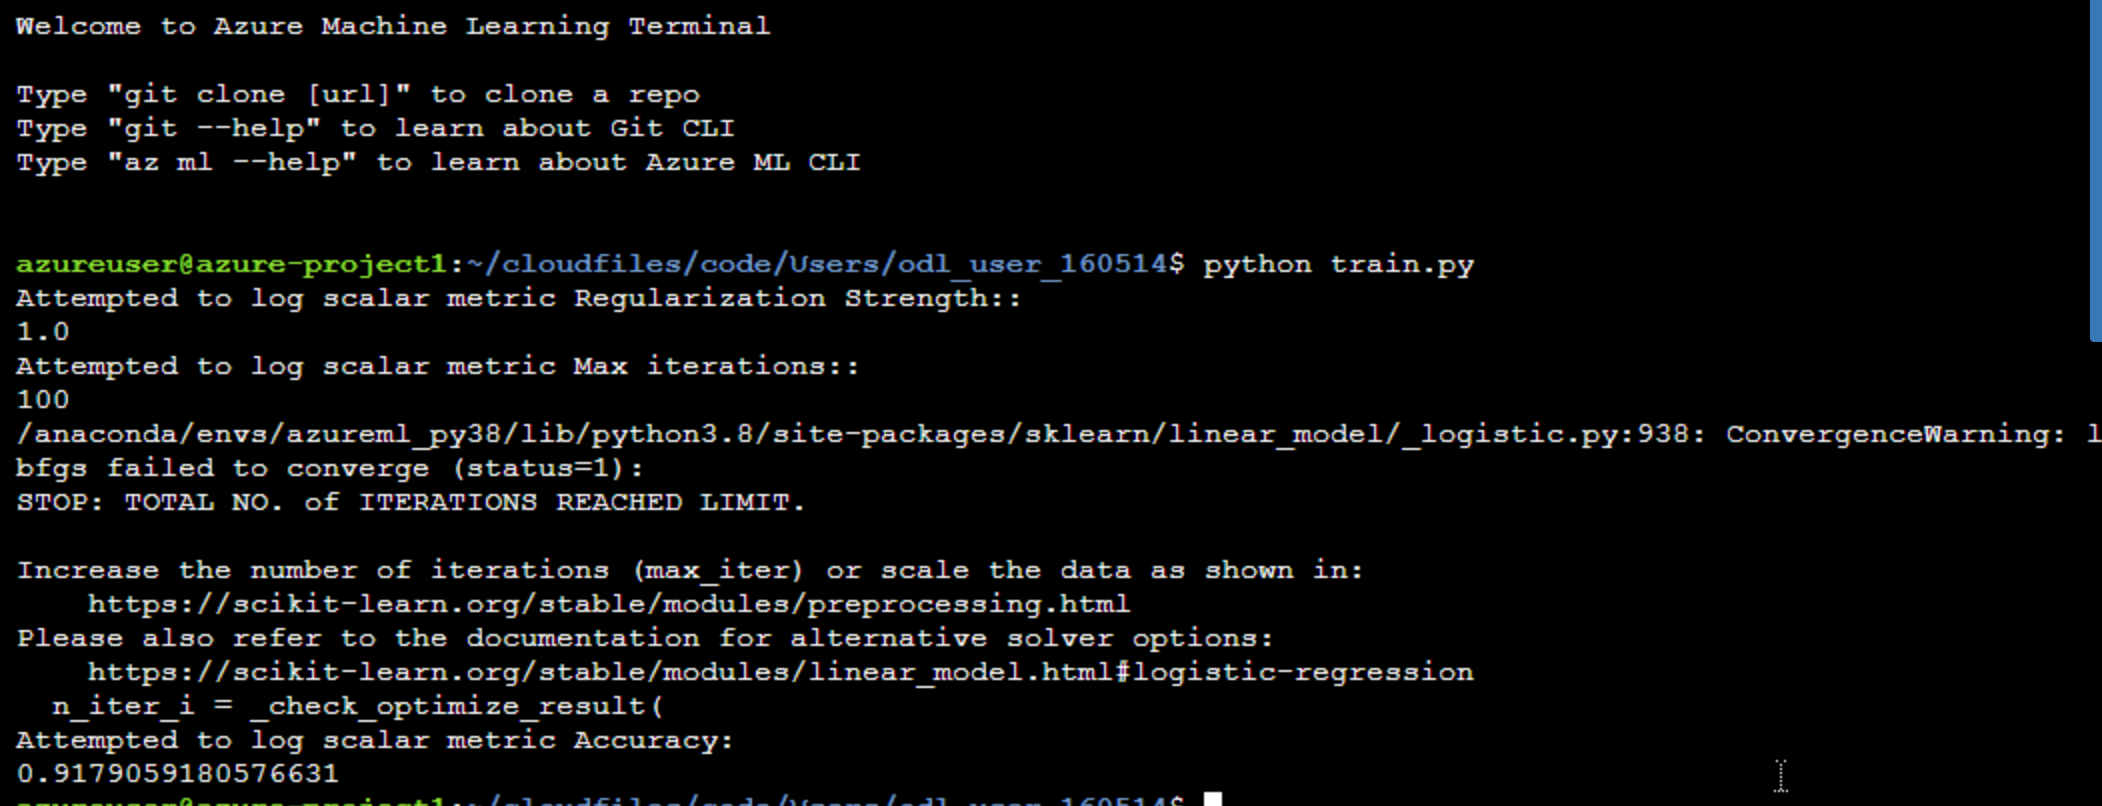 Welcome to Azure Machine Learning Terminal
Type "git clone [url]" to clone a repo
Type "git --help" to learn about Git CLI
Type "az ml --help" to learn about Azure ML CLI
azureuser@azure-project1:~/cloudfiles/code/Users/odl_user_160514$ python train.py
Attempted to log scalar metric Regularization Strength::
1.0
Attempted to log scalar metric Max iterations::
100
/anaconda/envs/azureml_py38/lib/python3.8/site-packages/sklearn/linear_model/_logistic.py:938: ConvergenceWarning: l
bfgs failed to converge (status=1):
STOP: TOTAL NO. of ITERATIONS REACHED LIMIT.
Increase the number of iterations (max_iter) or scale the data as shown in:
https://scikit-learn.org/stable/modules/preprocessing.html
Please also refer to the documentation for alternative solver options:
https://scikit-learn.org/stable/modules/linear_model.html#logistic-regression
n_iter_i = _check_optimize_result(
Attempted to log scalar metric Accuracy:
0.9179059180576631
azureuser@azure-project1:~/cloudfiles/code/Users/odl_user_160514$